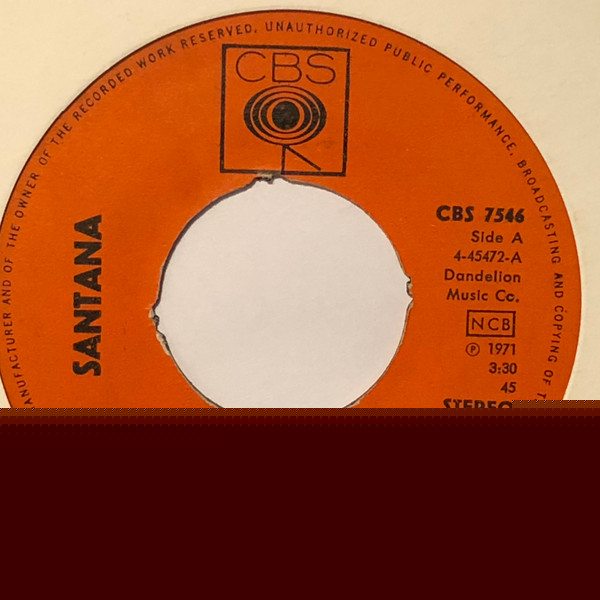 MANUFACTURER AND OF THE OWNER OF THE RECORDED WORK RESERVED, UNAUTHORIZED PUBLIC PERFORMANCE, BROADCASTING AND COPYING OF
CBS
SANTANA
CBS 7546
Side A
4-45472-A
Dandelion
Music Co.
NCB
Ⓟ 1971
3:30
45
STEREO